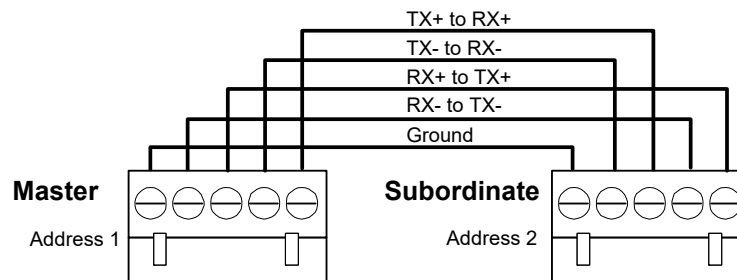 TX+ to RX+
TX- to RX-
RX+ to TX+
RX- to TX-
Ground
Master
Subordinate
Address 1
Address 2